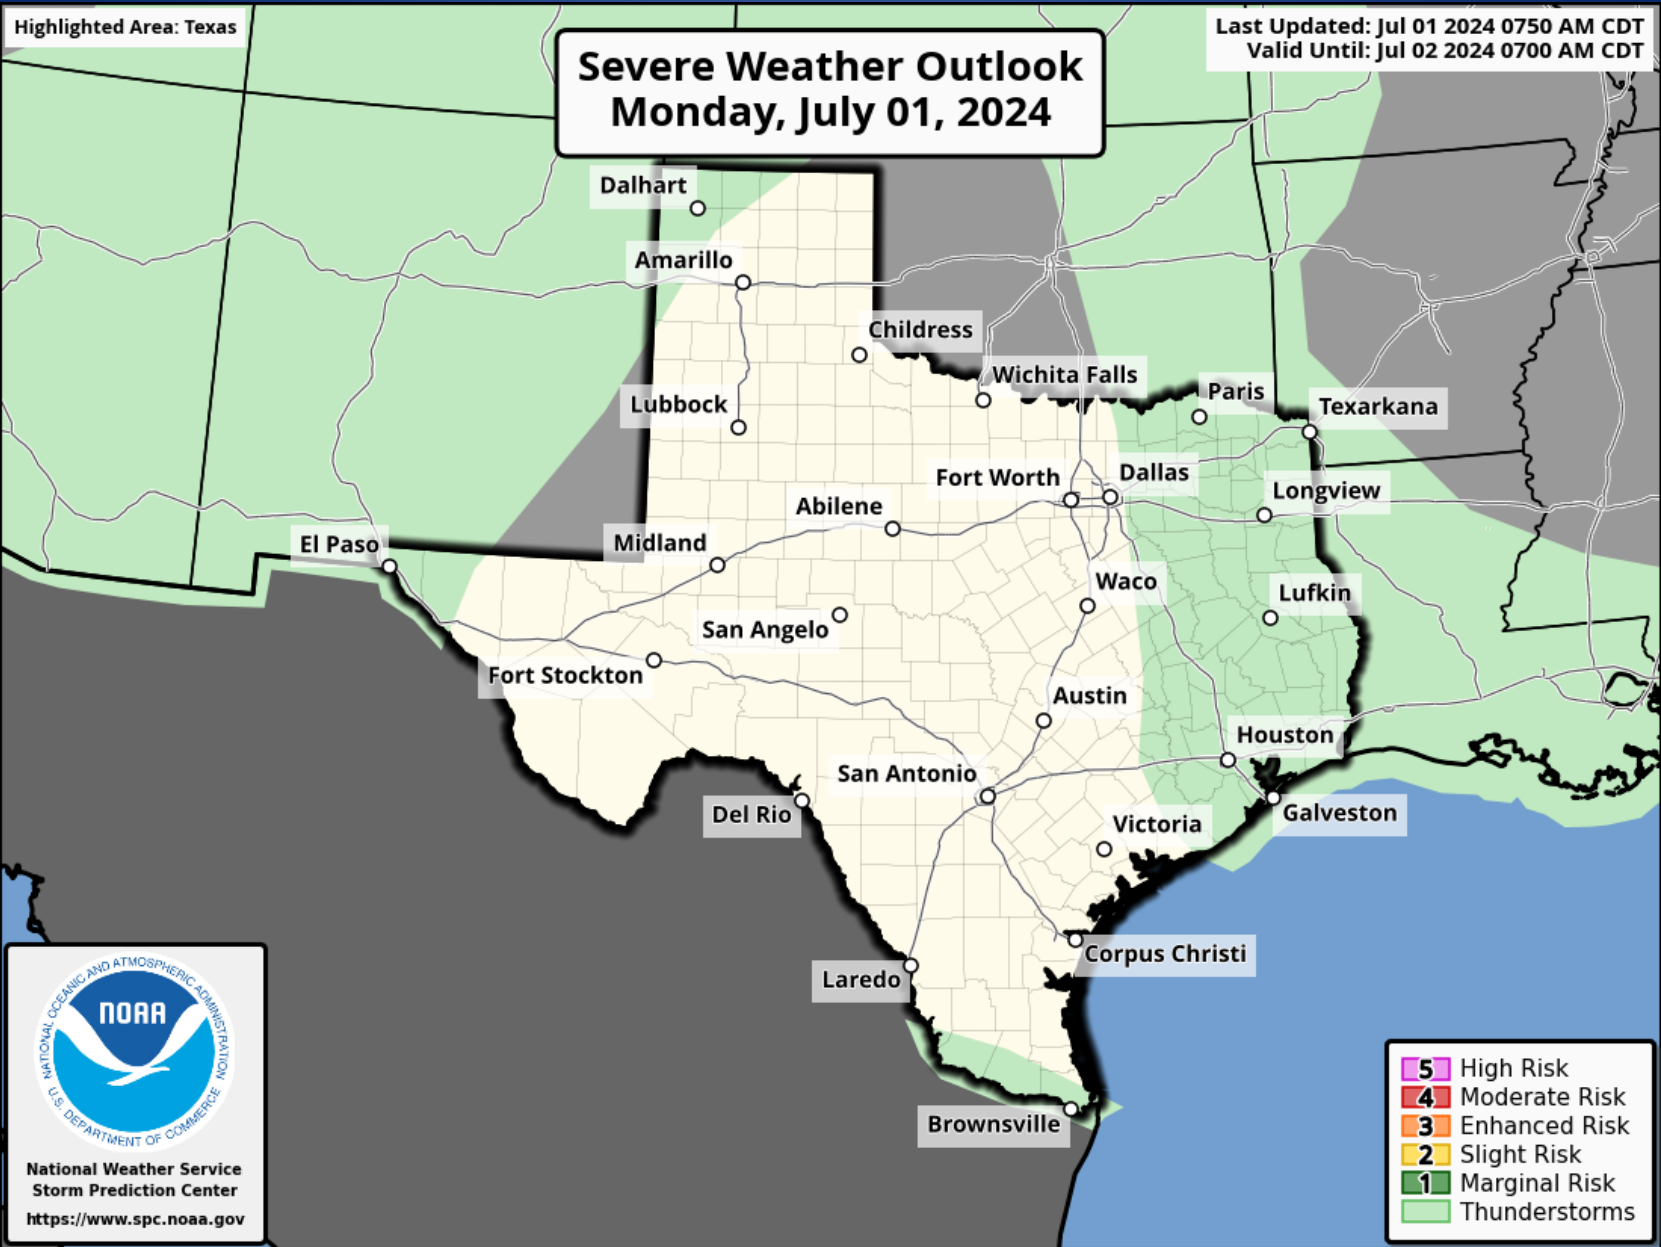 Highlighted Area: Texas
Last Updated: Jul 01 2024 0750 AM CDT
Valid Until: Jul 02 2024 0700 AM CDT
Severe Weather Outlook
Monday, July 01, 2024
Dalhart
Amarillo
Childress
Wichita Falls
Paris
Lubbock
Texarkana
Fort Worth
Dallas
Longview
Abilene
El Paso
Midland
Waco
Lufkin
San Angelo
Fort Stockton
Austin
Houston
San Antonio
Del Rio
Galveston
Victoria
Corpus Christi
Laredo
Brownsville
NATIONAL OCEANIC AND ATMOSPHERIC ADMINISTRATION
NOAA
U.S. DEPARTMENT OF COMMERCE
National Weather Service
Storm Prediction Center
https://www.spc.noaa.gov
5 High Risk
4 Moderate Risk
3 Enhanced Risk
2 Slight Risk
1 Marginal Risk
Thunderstorms